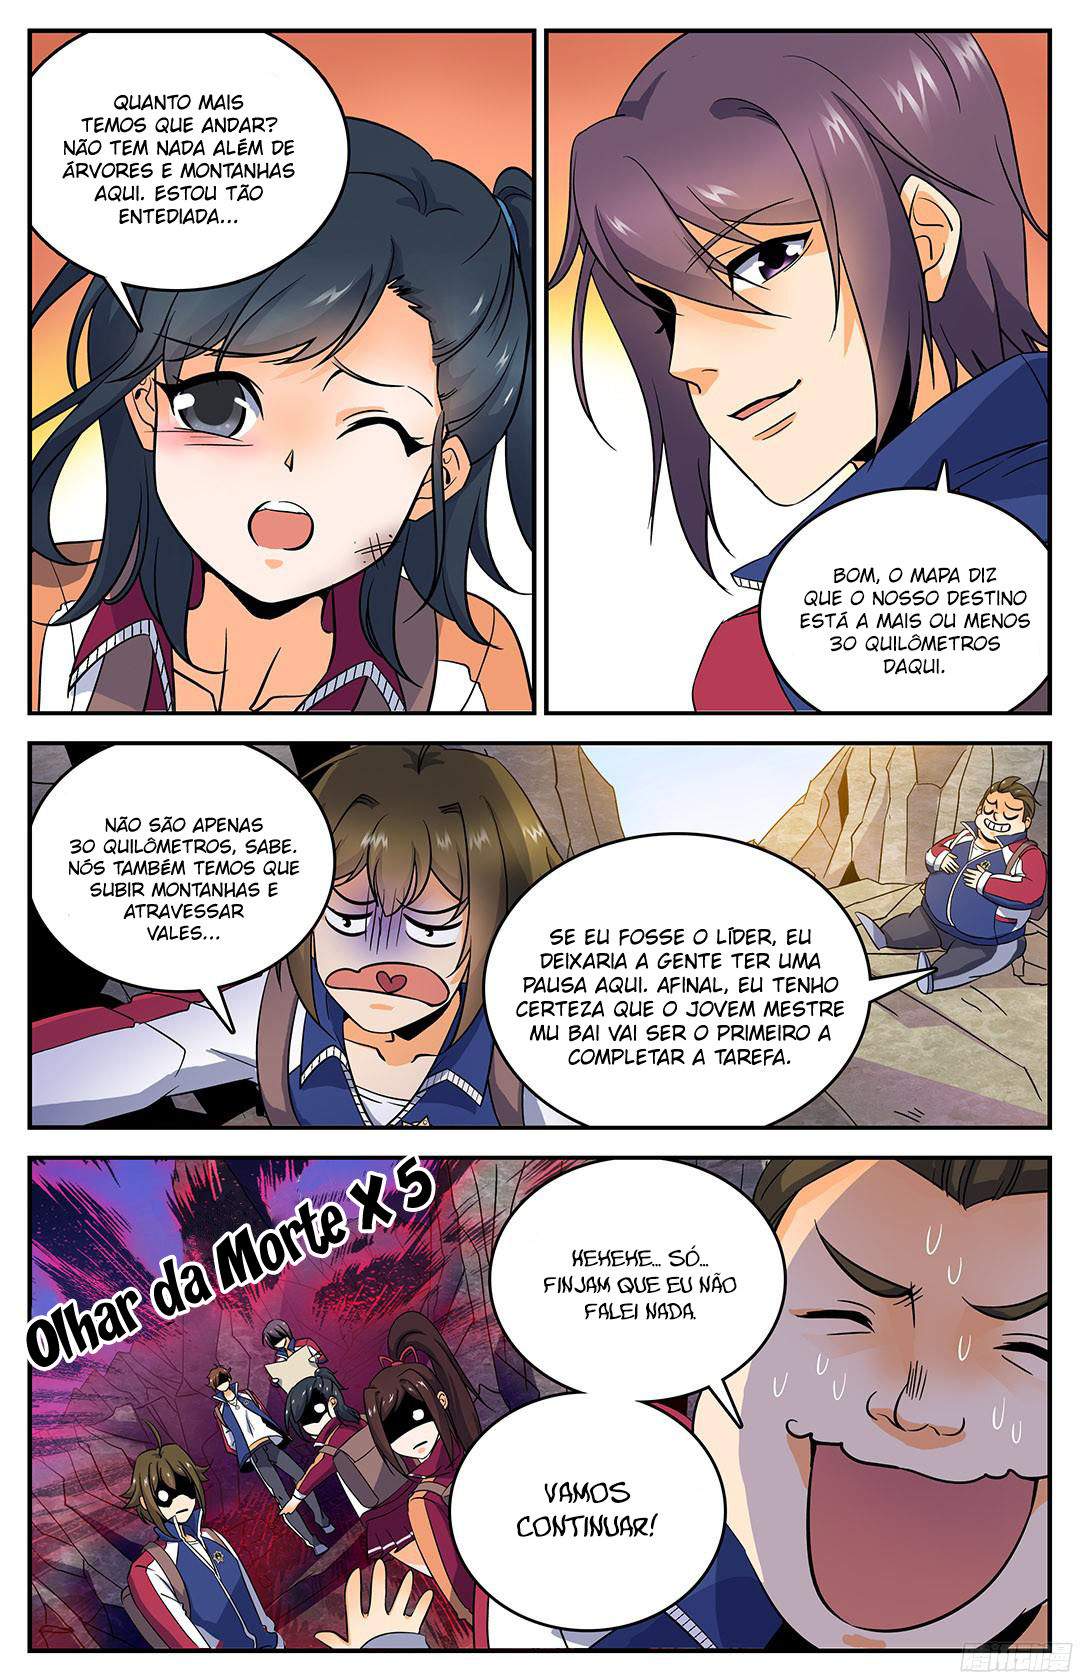 QUANTO MAIS
TEMOS QUE ANDAR?
NÃO TEM NADA ALÉM DE
ÁRVORES E MONTANHAS
AQUI. ESTOU TÃO
ENTEDIADA...
BOM, O MAPA DIZ
QUE O NOSSO DESTINO
ESTÁ A MAIS OU MENOS
30 QUILÔMETROS
DAQUI.
NÃO SÃO APENAS
30 QUILÔMETROS, SABE.
NÓS TAMBÉM TEMOS QUE
SUBIR MONTANHAS E
ATRAVESSAR
VALES...
SE EU FOSSE O LÍDER, EU
DEIXARIA A GENTE TER UMA
PAUSA AQUI. AFINAL, EU TENHO
CERTEZA QUE O JOVEM MESTRE
MU BAI VAI SER O PRIMEIRO A
COMPLETAR A TAREFA.
Olhar da Morte X 5
HEHEHE... SÓ...
FINJAM QUE EU NÃO
FALEI NADA.
VAMOS
CONTINUAR!